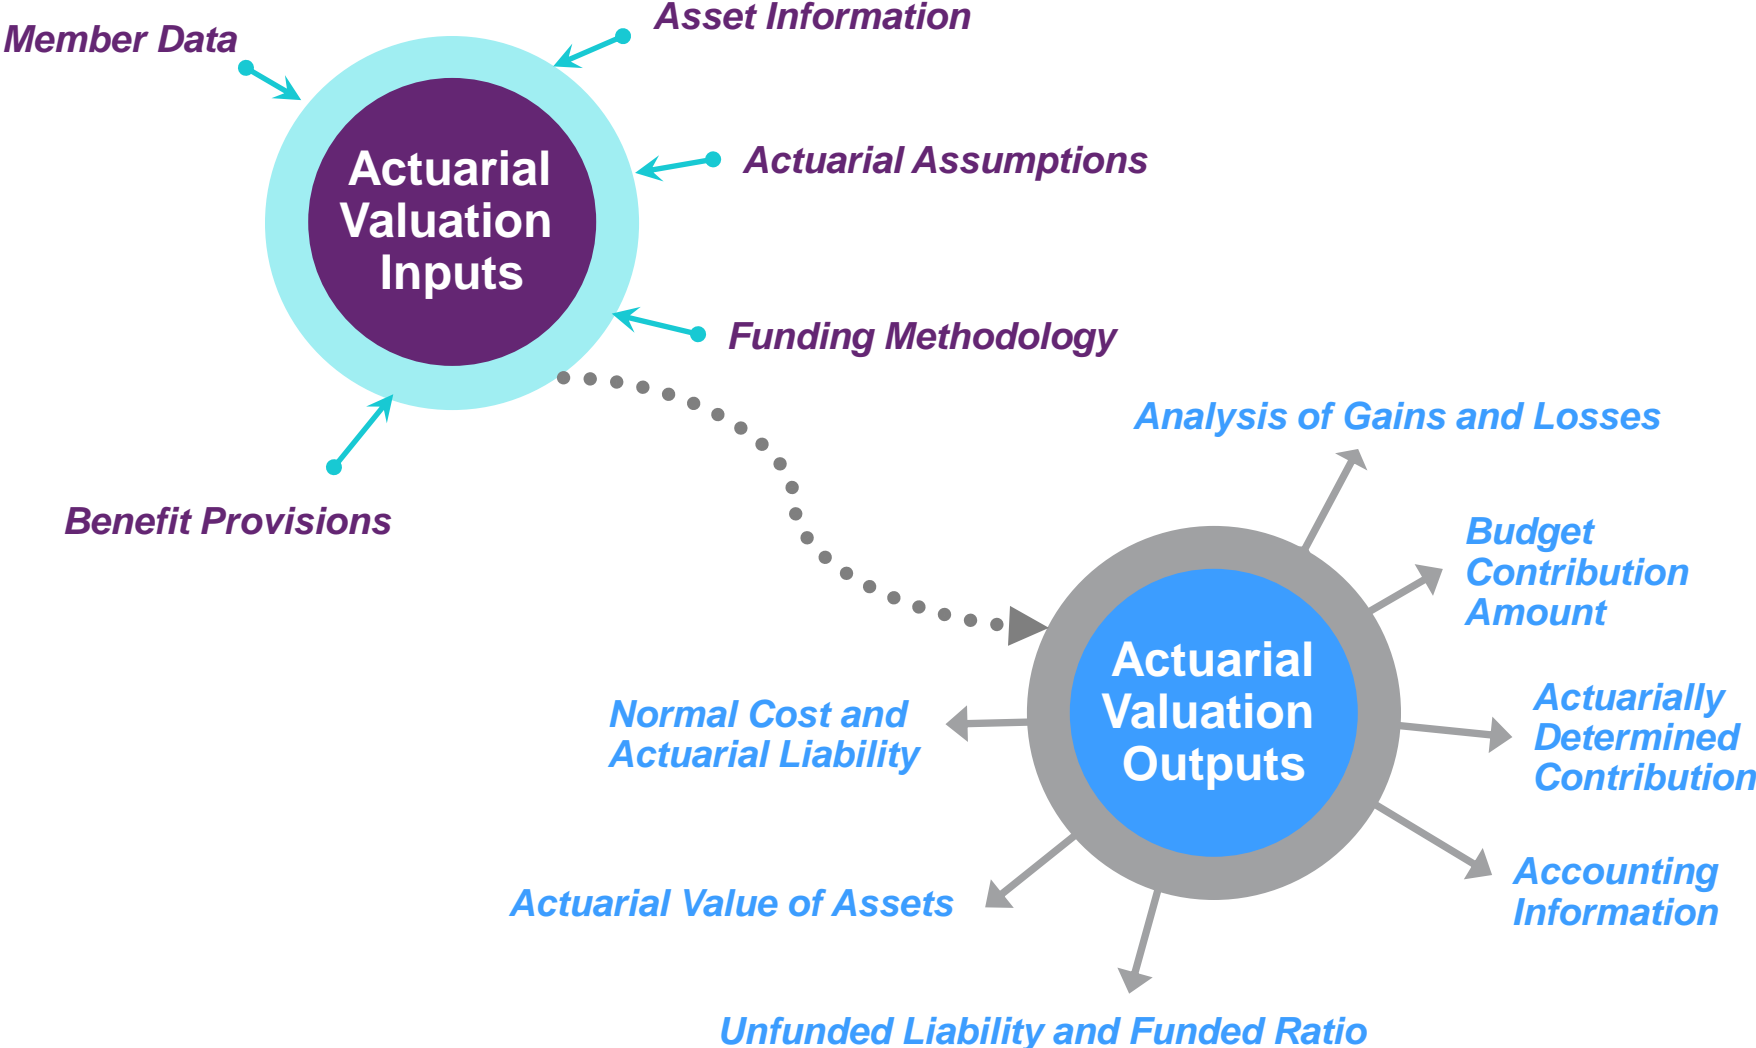 Asset Information
Member Data
Actuarial
Valuation
Inputs
Actuarial Assumptions
Funding Methodology
Benefit Provisions
Analysis of Gains and Losses
Budget
Contribution
Amount
Actuarial
Valuation
Outputs
Actuarially
Determined
Contribution
Normal Cost and
Actuarial Liability
Accounting
Information
Actuarial Value of Assets
Unfunded Liability and Funded Ratio